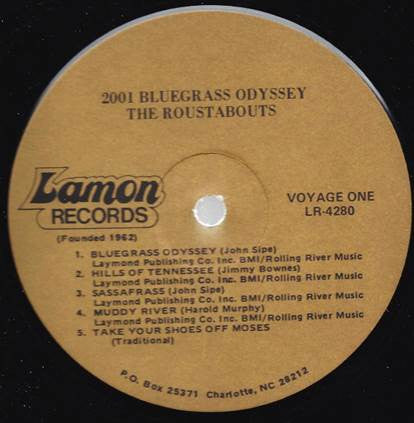 2001 BLUEGRASS ODYSSEY
THE ROUSTABOUTS
Lamon
RECORDS
(Founded 1962)
VOYAGE ONE
LR-4280
1. BLUEGRASS ODYSSEY (John Sipe)
Laymond Publishing Co. Inc. BMI/Rolling River Music
2. HILLS OF TENNESSEE (Jimmy Bownes)
Laymond Publishing Co. Inc. BMI/Rolling River Music
3. SASSAFRASS (John Sipe)
Laymond Publishing Co. Inc. BMI/Rolling River Music
4. MUDDY RIVER (Harold Murphy)
Laymond Publishing Co. Inc. BMI/Rolling River Music
5. TAKE YOUR SHOES OFF MOSES
(Traditional)
P.O. Box 25371 Charlotte, NC 28212